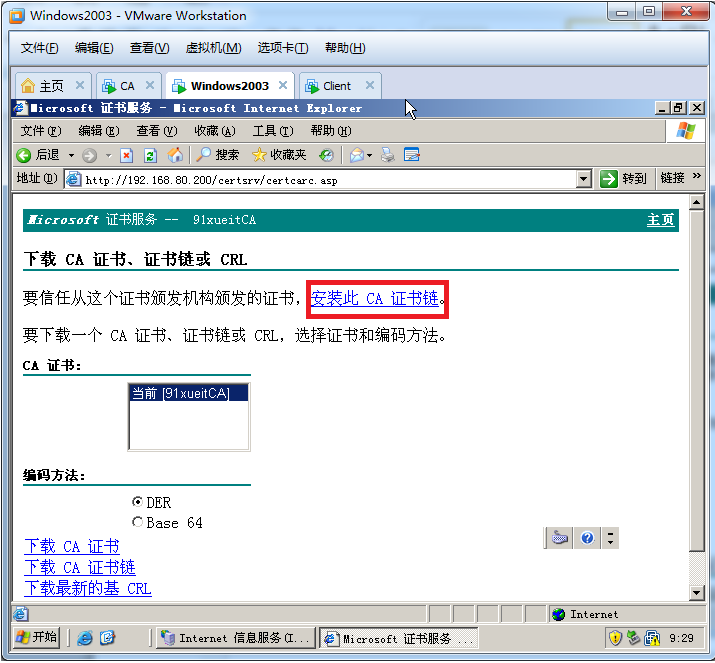 Windows2003 - VMware Workstation
文件(F) 编辑(E) 查看(V) 虚拟机(M) 选项卡(T) 帮助(H)
主页 CA Windows2003 Client
Microsoft 证书服务 - Microsoft Internet Explorer
文件(F) 编辑(E) 查看(V) 收藏(A) 工具(T) 帮助(H)
后退 搜索 收藏夹
地址(D) http://192.168.80.200/certsrv/certcarc.asp 转到 链接 »
Microsoft 证书服务 -- 91xueitCA 主页
下载 CA 证书、证书链或 CRL
要信任从这个证书颁发机构颁发的证书，安装此 CA 证书链。
要下载一个 CA 证书、证书链或 CRL，选择证书和编码方法。
CA 证书:
当前 [91xueitCA]
编码方法:
DER
Base 64
下载 CA 证书
下载 CA 证书链
下载最新的基 CRL
Internet
开始 Internet 信息服务(I... Microsoft 证书服务 ... 9:29